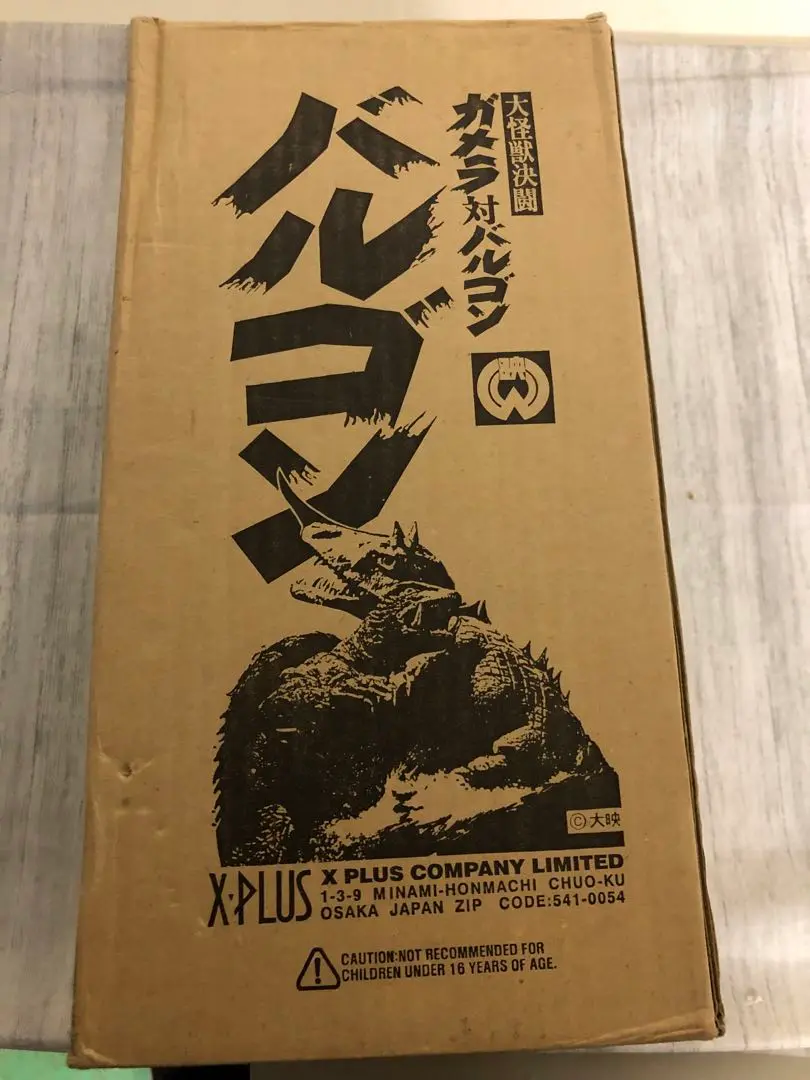 大怪獣決闘
ガメラ対バルゴン
バルゴン
映
©大映
X·PLUS
X PLUS COMPANY LIMITED
1-3-9 MINAMI-HONMACHI CHUO-KU
OSAKA JAPAN ZIP CODE:541-0054
CAUTION:NOT RECOMMENDED FOR
CHILDREN UNDER 16 YEARS OF AGE.